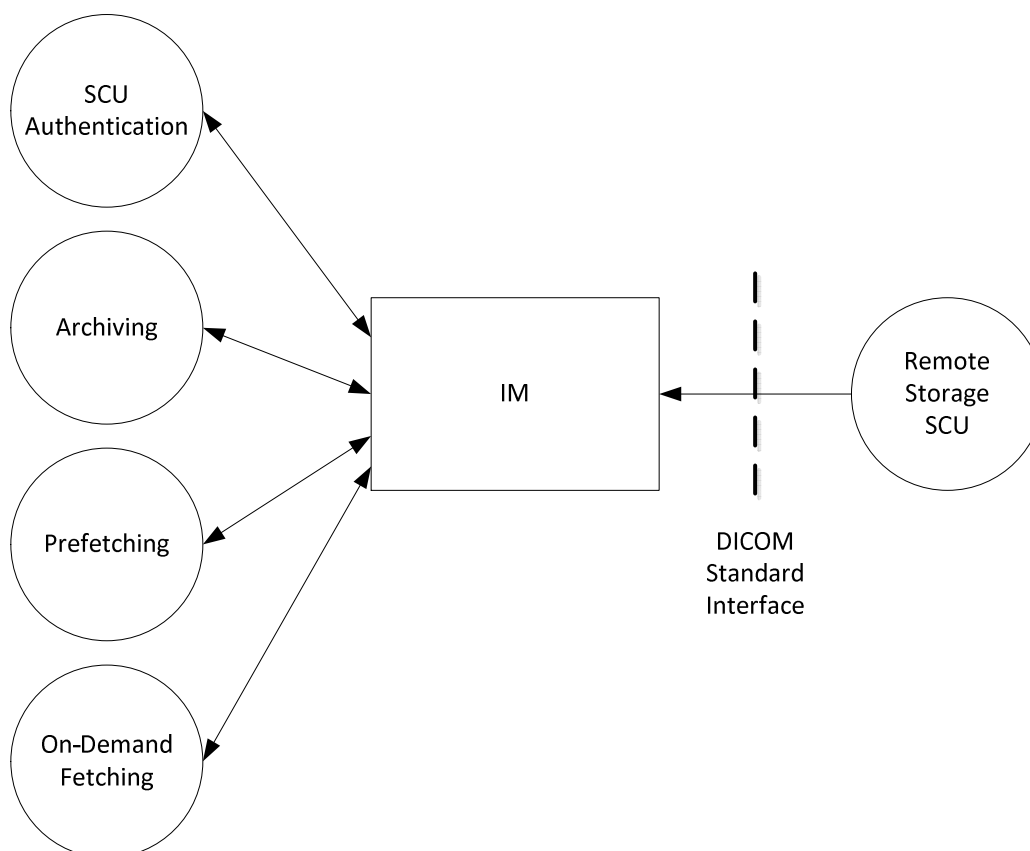 SCU
Authentication
Archiving
Prefetching
On-Demand
Fetching
IM
DICOM
Standard
Interface
Remote
Storage
SCU